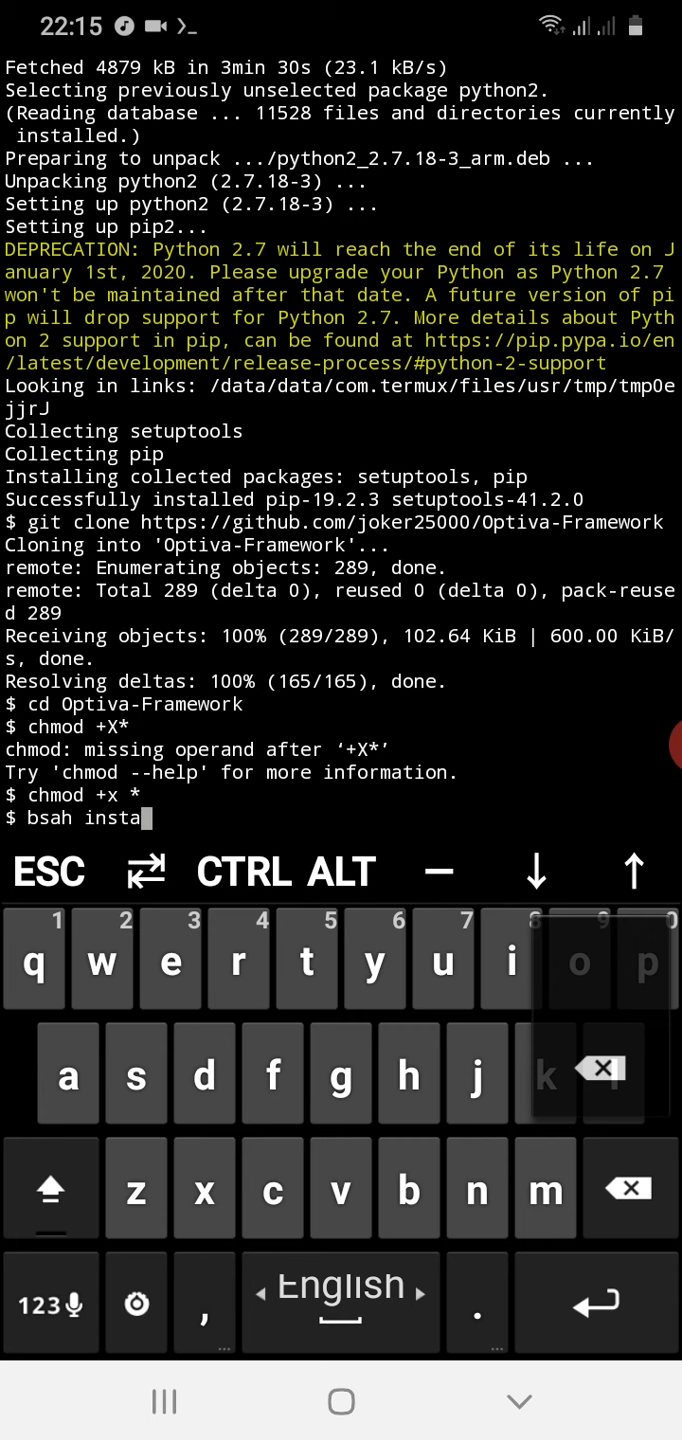 22:15
Fetched 4879 kB in 3min 30s (23.1 kB/s)
Selecting previously unselected package python2.
(Reading database ... 11528 files and directories currently
 installed.)
Preparing to unpack .../python2_2.7.18-3_arm.deb ...
Unpacking python2 (2.7.18-3) ...
Setting up python2 (2.7.18-3) ...
Setting up pip2...
DEPRECATION: Python 2.7 will reach the end of its life on J
anuary 1st, 2020. Please upgrade your Python as Python 2.7
won't be maintained after that date. A future version of pi
p will drop support for Python 2.7. More details about Pyth
on 2 support in pip, can be found at https://pip.pypa.io/en
/latest/development/release-process/#python-2-support
Looking in links: /data/data/com.termux/files/usr/tmp/tmp0e
jjrJ
Collecting setuptools
Collecting pip
Installing collected packages: setuptools, pip
Successfully installed pip-19.2.3 setuptools-41.2.0
$ git clone https://github.com/joker25000/Optiva-Framework
Cloning into 'Optiva-Framework'...
remote: Enumerating objects: 289, done.
remote: Total 289 (delta 0), reused 0 (delta 0), pack-reuse
d 289
Receiving objects: 100% (289/289), 102.64 KiB | 600.00 KiB/
s, done.
Resolving deltas: 100% (165/165), done.
$ cd Optiva-Framework
$ chmod +X*
chmod: missing operand after ‘+X*’
Try 'chmod --help' for more information.
$ chmod +x *
$ bsah insta
ESC CTRL ALT
1 2 3 4 5 6 7 8 9 0
q w e r t y u i o p
a s d f g h j k l
z x c v b n m
123 , English .